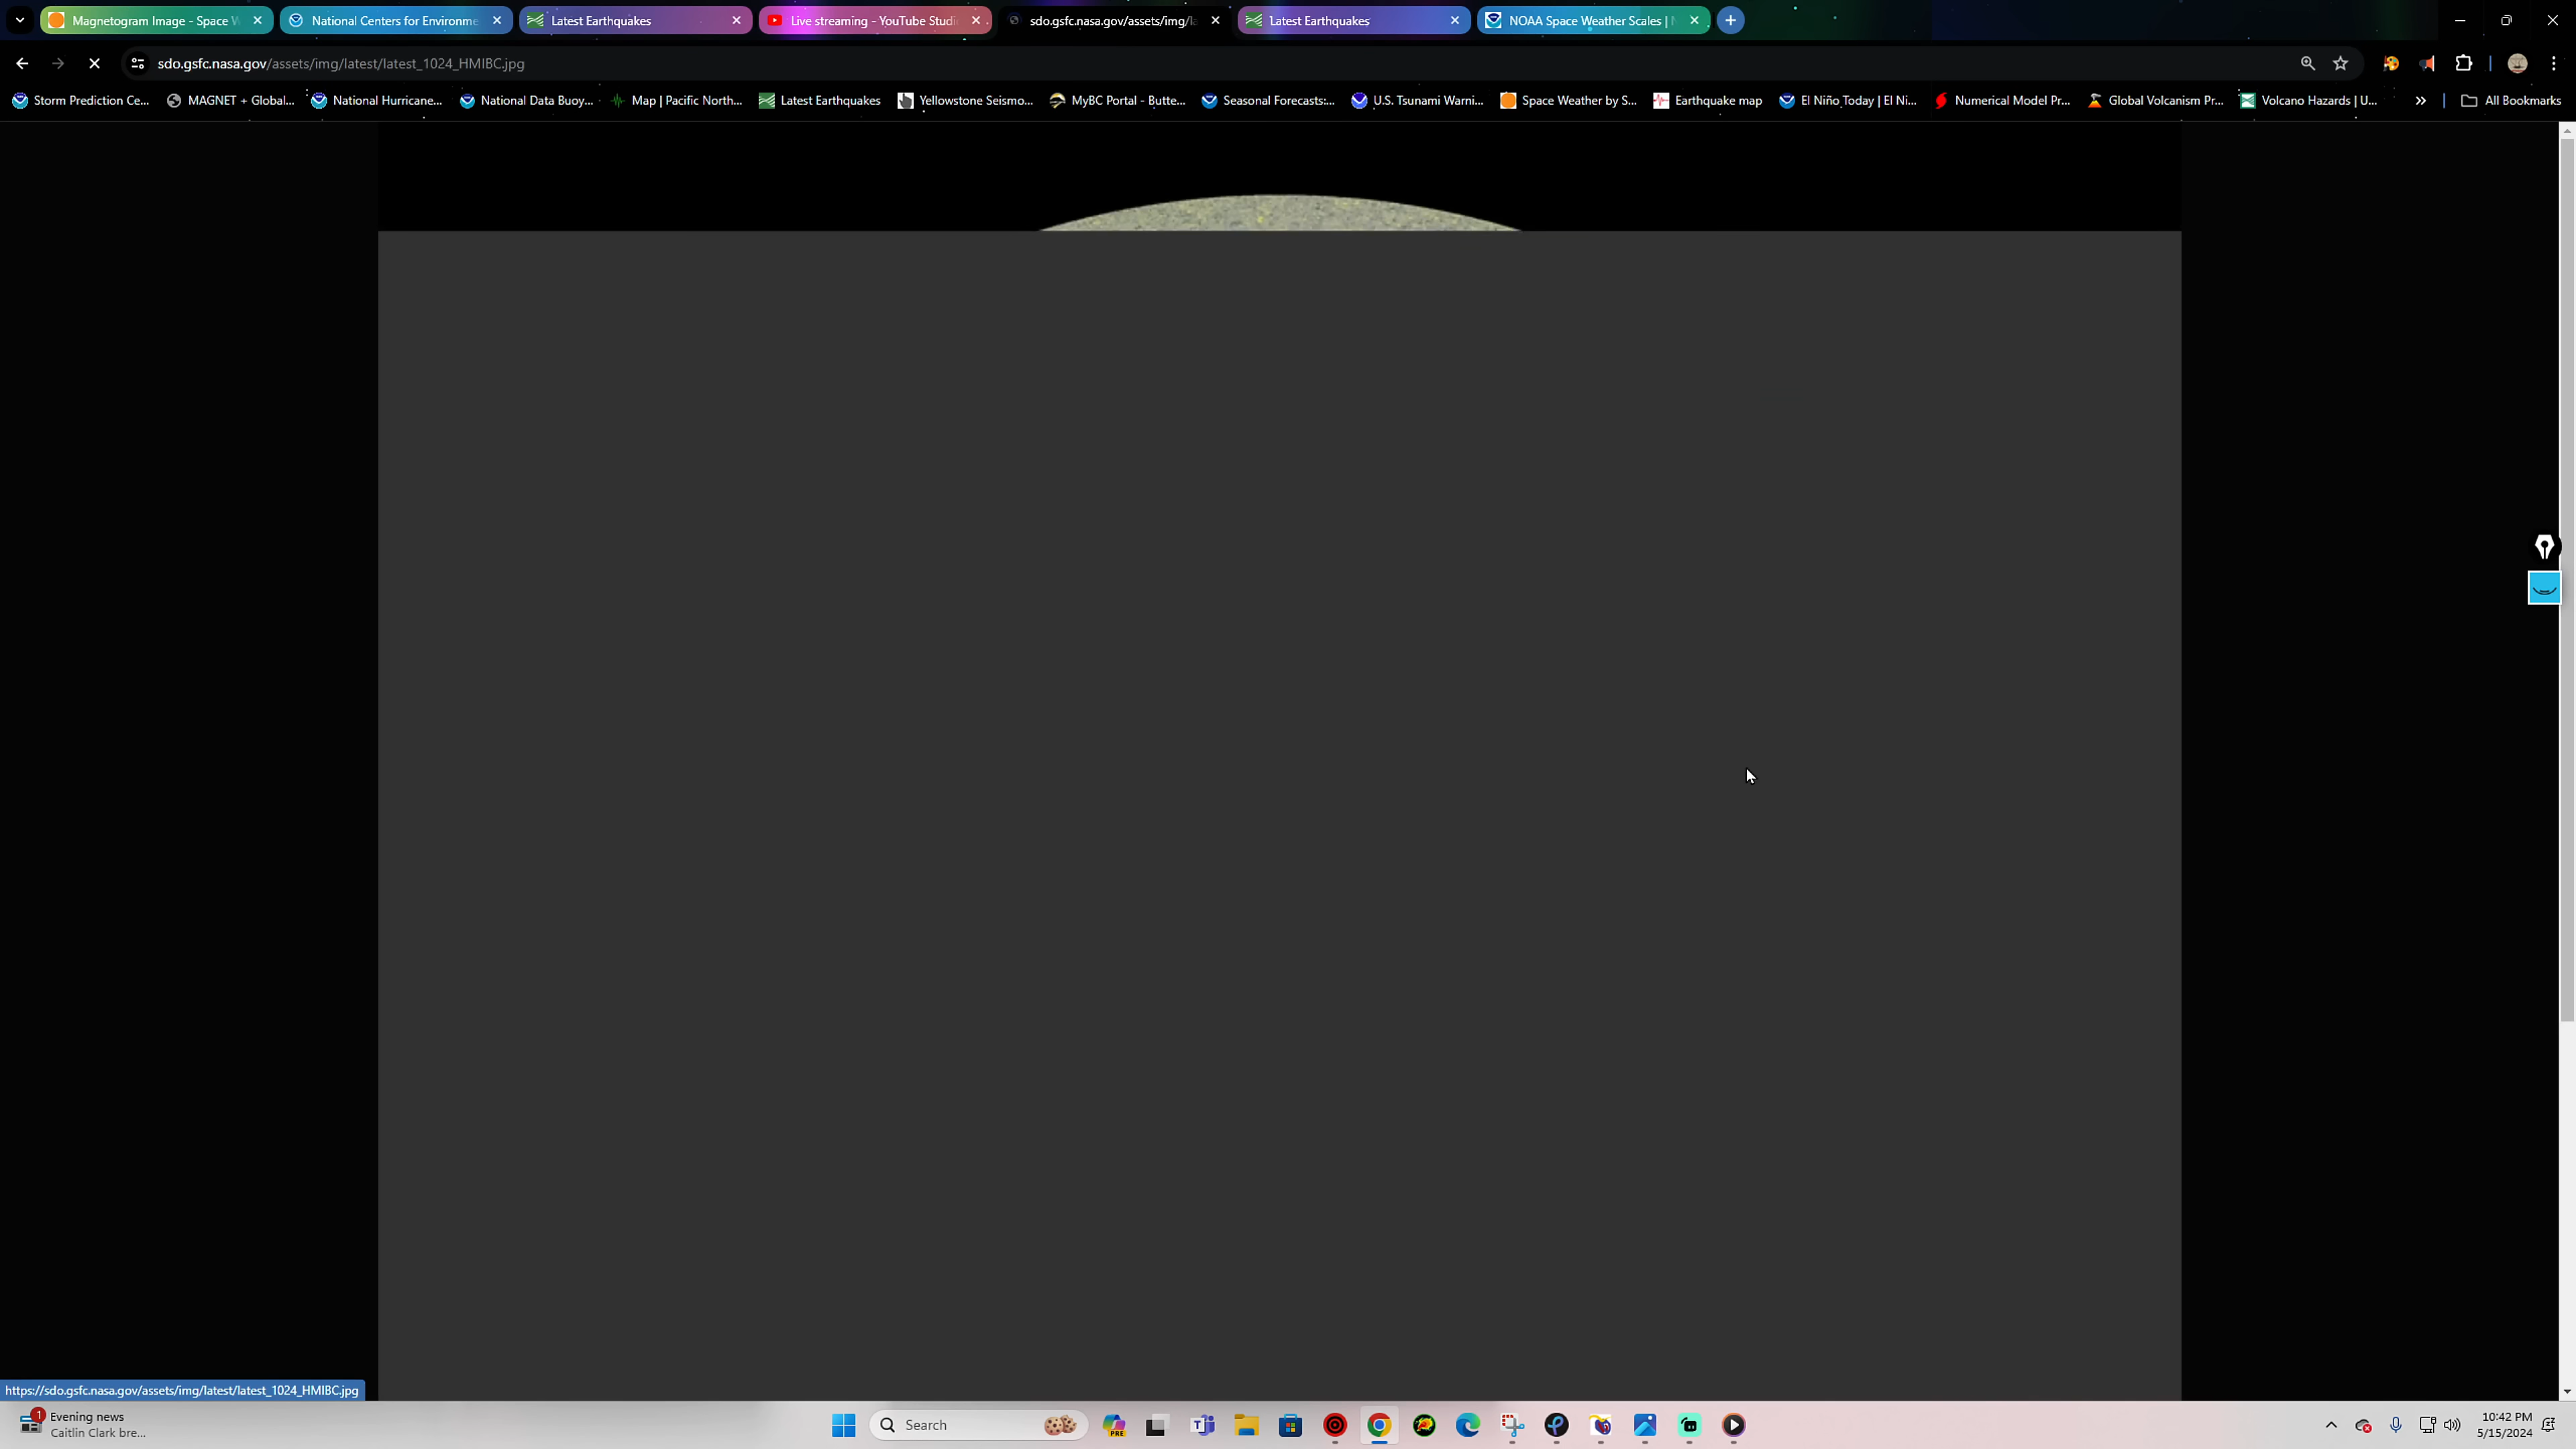 Magnetogram Image - Space W
National Centers for Environme
Latest Earthquakes
Live streaming - YouTube Studi
sdo.gsfc.nasa.gov/assets/img/la
Latest Earthquakes
NOAA Space Weather Scales | N
sdo.gsfc.nasa.gov/assets/img/latest/latest_1024_HMIBC.jpg
Storm Prediction Ce...
MAGNET + Global...
National Hurricane...
National Data Buoy...
Map | Pacific North...
Latest Earthquakes
Yellowstone Seismo...
MyBC Portal - Butte...
Seasonal Forecasts:...
U.S. Tsunami Warni...
Space Weather by S...
Earthquake map
El Niño Today | El Ni...
Numerical Model Pr...
Global Volcanism Pr...
Volcano Hazards | U...
All Bookmarks
https://sdo.gsfc.nasa.gov/assets/img/latest/latest_1024_HMIBC.jpg
1
Evening news
Caitlin Clark bre...
Search
PRE
10:42 PM
5/15/2024